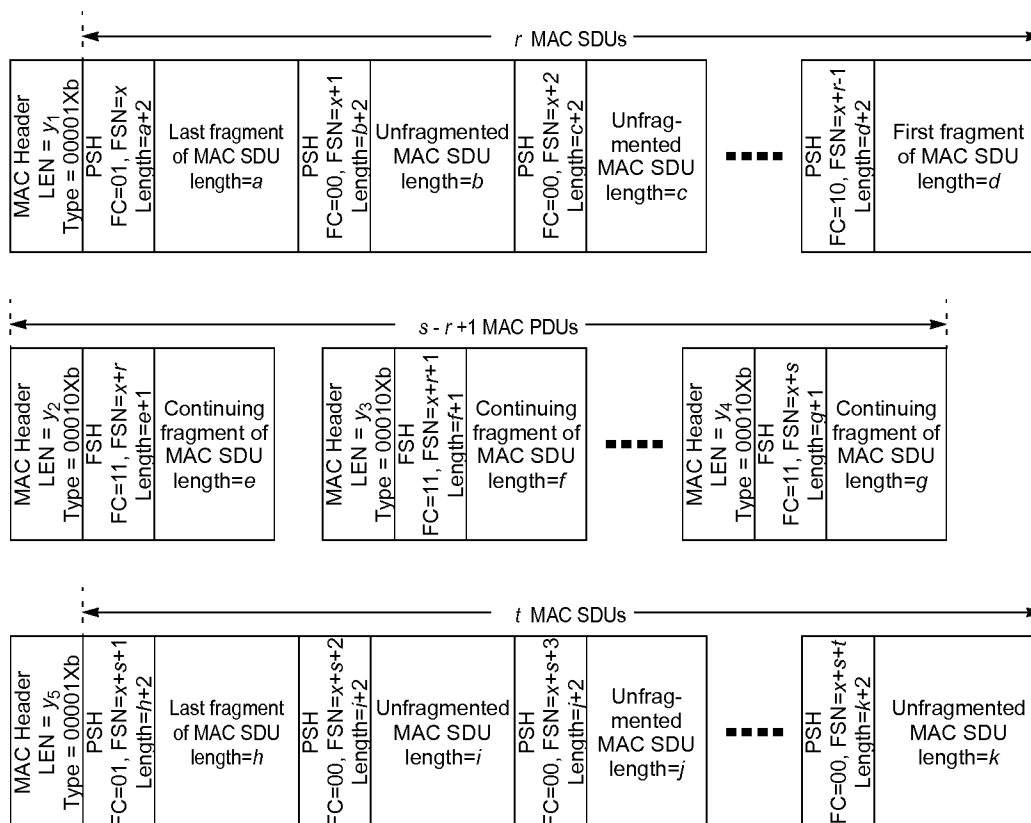 r MAC SDUs
MAC Header
LEN = y1
Type = 00001Xb
PSH
FC=01, FSN=x
Length=a+2
Last fragment
of MAC SDU
length=a
PSH
FC=00, FSN=x+1
Length=b+2
Unfragmented
MAC SDU
length=b
PSH
FC=00, FSN=x+2
Length=c+2
Unfrag-
mented
MAC SDU
length=c
PSH
FC=10, FSN=x+r-1
Length=d+2
First fragment
of MAC SDU
length=d
s - r +1 MAC PDUs
MAC Header
LEN = y2
Type = 00010Xb
FSH
FC=11, FSN=x+r
Length=e+1
Continuing
fragment of
MAC SDU
length=e
MAC Header
LEN = y3
Type = 00010Xb
FSH
FC=11, FSN=x+r+1
Length=f+1
Continuing
fragment of
MAC SDU
length=f
MAC Header
LEN = y4
Type = 00010Xb
FSH
FC=11, FSN=x+s
Length=g+1
Continuing
fragment of
MAC SDU
length=g
t MAC SDUs
MAC Header
LEN = y5
Type = 00001Xb
PSH
FC=01, FSN=x+s+1
Length=h+2
Last fragment
of MAC SDU
length=h
PSH
FC=00, FSN=x+s+2
Length=i+2
Unfragmented
MAC SDU
length=i
PSH
FC=00, FSN=x+s+3
Length=j+2
Unfrag-
mented
MAC SDU
length=j
PSH
FC=00, FSN=x+s+t
Length=k+2
Unfragmented
MAC SDU
length=k